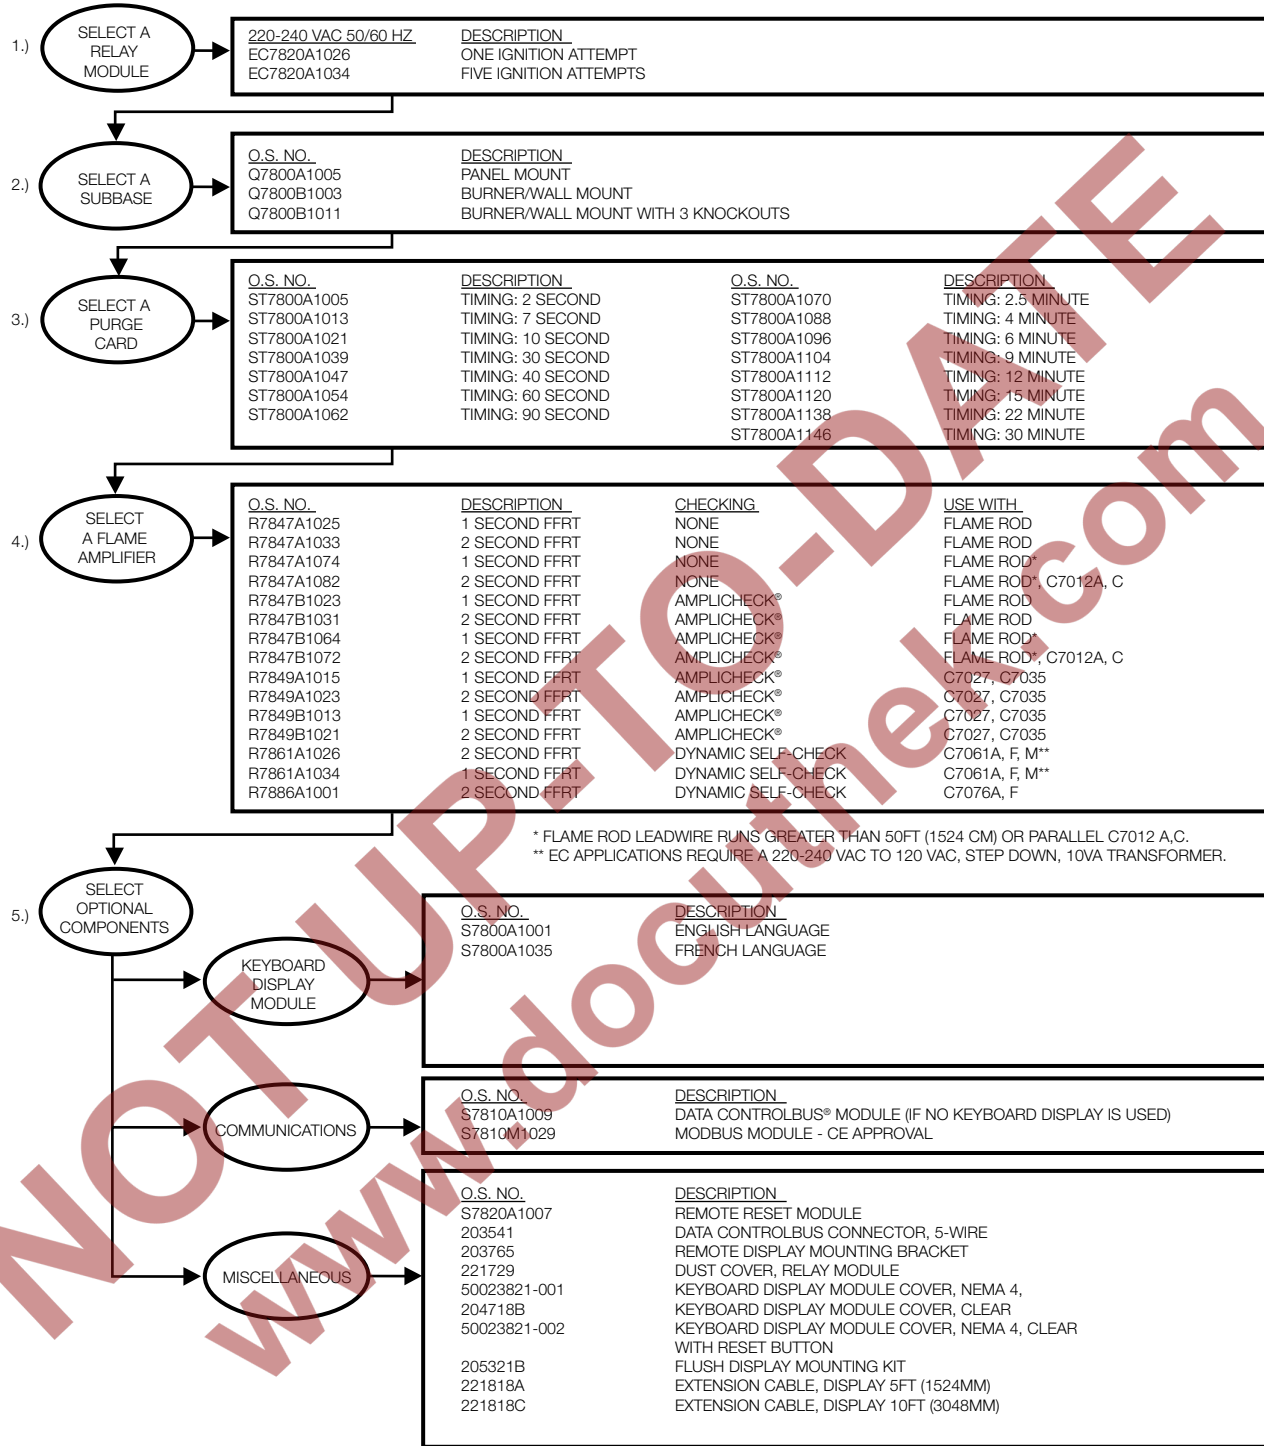 1.) SELECT A
RELAY
MODULE
220-240 VAC 50/60 HZ DESCRIPTION
EC7820A1026 ONE IGNITION ATTEMPT
EC7820A1034 FIVE IGNITION ATTEMPTS
2.) SELECT A
SUBBASE
O.S. NO. DESCRIPTION
Q7800A1005 PANEL MOUNT
Q7800B1003 BURNER/WALL MOUNT
Q7800B1011 BURNER/WALL MOUNT WITH 3 KNOCKOUTS
3.) SELECT A
PURGE
CARD
O.S. NO. DESCRIPTION O.S. NO. DESCRIPTION
ST7800A1005 TIMING: 2 SECOND ST7800A1070 TIMING: 2.5 MINUTE
ST7800A1013 TIMING: 7 SECOND ST7800A1088 TIMING: 4 MINUTE
ST7800A1021 TIMING: 10 SECOND ST7800A1096 TIMING: 6 MINUTE
ST7800A1039 TIMING: 30 SECOND ST7800A1104 TIMING: 9 MINUTE
ST7800A1047 TIMING: 40 SECOND ST7800A1112 TIMING: 12 MINUTE
ST7800A1054 TIMING: 60 SECOND ST7800A1120 TIMING: 15 MINUTE
ST7800A1062 TIMING: 90 SECOND ST7800A1138 TIMING: 22 MINUTE
ST7800A1146 TIMING: 30 MINUTE
4.) SELECT
A FLAME
AMPLIFIER
O.S. NO. DESCRIPTION CHECKING USE WITH
R7847A1025 1 SECOND FFRT NONE FLAME ROD
R7847A1033 2 SECOND FFRT NONE FLAME ROD
R7847A1074 1 SECOND FFRT NONE FLAME ROD*
R7847A1082 2 SECOND FFRT NONE FLAME ROD*, C7012A, C
R7847B1023 1 SECOND FFRT AMPLICHECK® FLAME ROD
R7847B1031 2 SECOND FFRT AMPLICHECK® FLAME ROD
R7847B1064 1 SECOND FFRT AMPLICHECK® FLAME ROD*
R7847B1072 2 SECOND FFRT AMPLICHECK® FLAME ROD*, C7012A, C
R7849A1015 1 SECOND FFRT AMPLICHECK® C7027, C7035
R7849A1023 2 SECOND FFRT AMPLICHECK® C7027, C7035
R7849B1013 1 SECOND FFRT AMPLICHECK® C7027, C7035
R7849B1021 2 SECOND FFRT AMPLICHECK® C7027, C7035
R7861A1026 2 SECOND FFRT DYNAMIC SELF-CHECK C7061A, F, M**
R7861A1034 1 SECOND FFRT DYNAMIC SELF-CHECK C7061A, F, M**
R7886A1001 2 SECOND FFRT DYNAMIC SELF-CHECK C7076A, F
* FLAME ROD LEADWIRE RUNS GREATER THAN 50FT (1524 CM) OR PARALLEL C7012 A,C.
** EC APPLICATIONS REQUIRE A 220-240 VAC TO 120 VAC, STEP DOWN, 10VA TRANSFORMER.
5.) SELECT
OPTIONAL
COMPONENTS
KEYBOARD
DISPLAY
MODULE
O.S. NO. DESCRIPTION
S7800A1001 ENGLISH LANGUAGE
S7800A1035 FRENCH LANGUAGE
COMMUNICATIONS
O.S. NO. DESCRIPTION
S7810A1009 DATA CONTROLBUS® MODULE (IF NO KEYBOARD DISPLAY IS USED)
S7810M1029 MODBUS MODULE - CE APPROVAL
MISCELLANEOUS
O.S. NO. DESCRIPTION
S7820A1007 REMOTE RESET MODULE
203541 DATA CONTROLBUS CONNECTOR, 5-WIRE
203765 REMOTE DISPLAY MOUNTING BRACKET
221729 DUST COVER, RELAY MODULE
50023821-001 KEYBOARD DISPLAY MODULE COVER, NEMA 4,
204718B KEYBOARD DISPLAY MODULE COVER, CLEAR
50023821-002 KEYBOARD DISPLAY MODULE COVER, NEMA 4, CLEAR
WITH RESET BUTTON
205321B FLUSH DISPLAY MOUNTING KIT
221818A EXTENSION CABLE, DISPLAY 5FT (1524MM)
221818C EXTENSION CABLE, DISPLAY 10FT (3048MM)
NOT UP-TO-DATE
www.docuthek.com